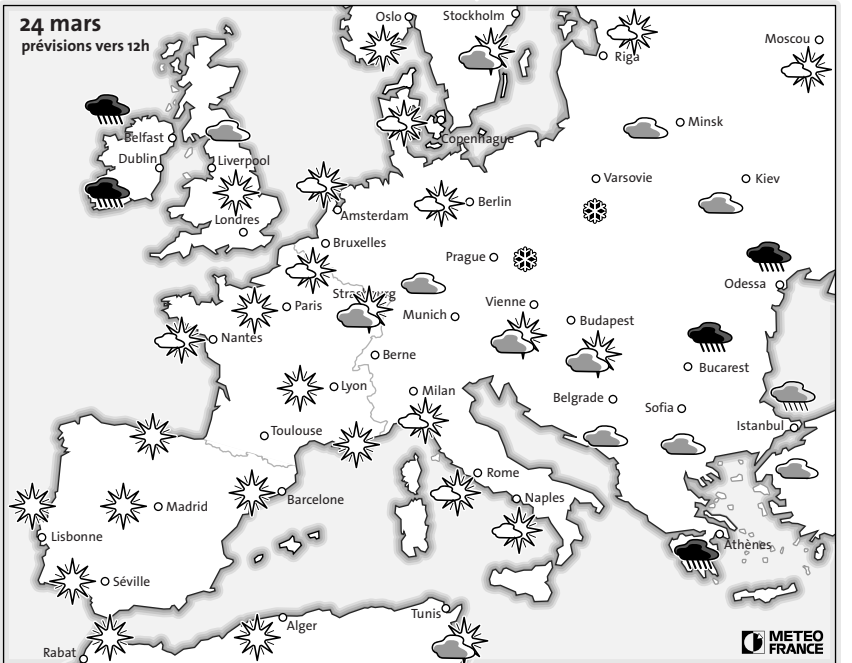 24 mars
prévisions vers 12h
Oslo
Stockholm
Moscou
Riga
Minsk
Belfast
Copenhague
Dublin
Liverpool
Varsovie
Kiev
Berlin
Londres
Amsterdam
Bruxelles
Prague
Odessa
Strasbourg
Paris
Munich
Vienne
Budapest
Nantes
Berne
Bucarest
Lyon
Milan
Belgrade
Sofia
Istanbul
Toulouse
Rome
Barcelone
Naples
Madrid
Lisbonne
Athènes
Séville
Tunis
Alger
Rabat
METEO
FRANCE